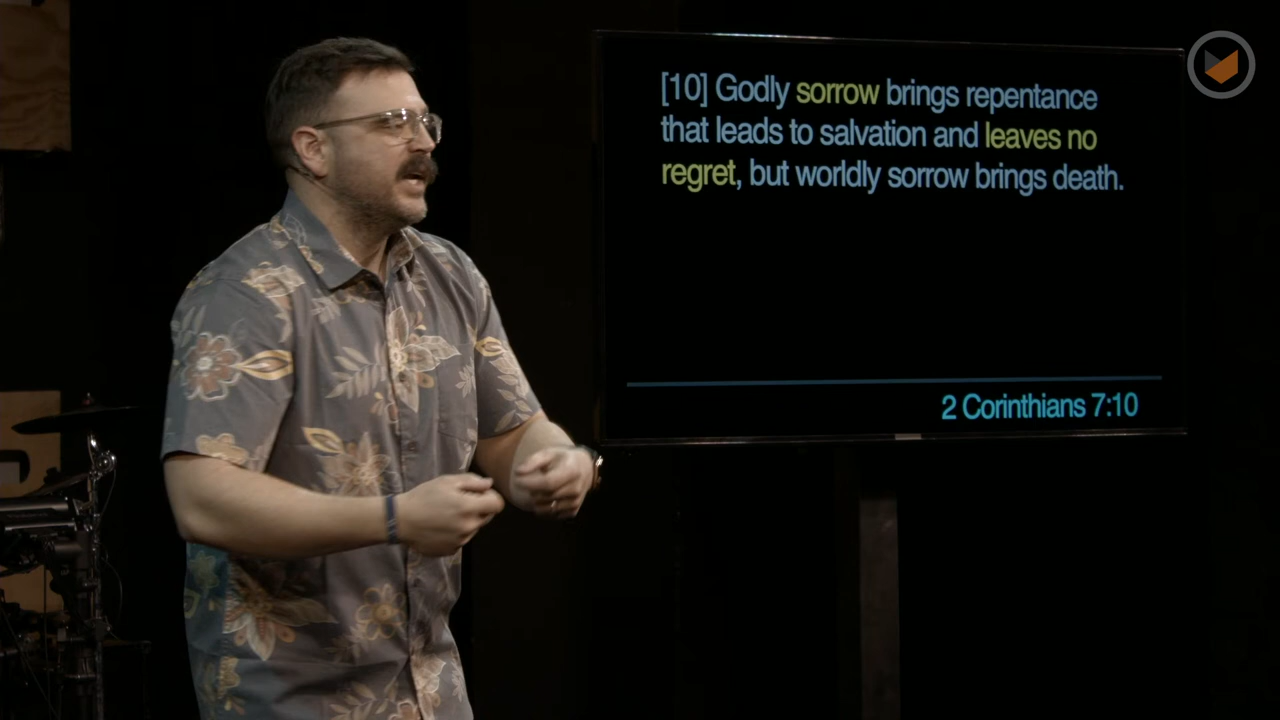 [10] Godly sorrow brings repentance
that leads to salvation and leaves no
regret, but worldly sorrow brings death.
2 Corinthians 7:10